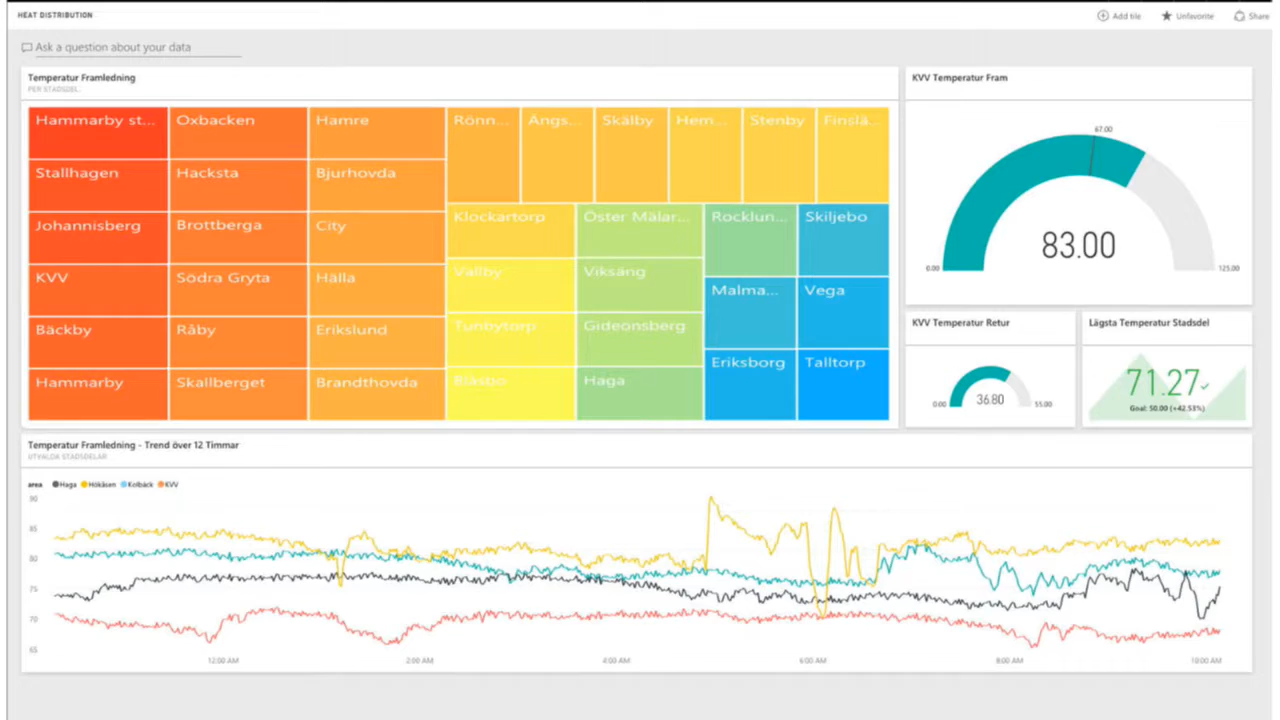 HEAT DISTRIBUTION
Add tile
Unfavorite
Share
Ask a question about your data
Temperatur Framledning
PER STADSDEL.
Hammarby st...
Oxbacken
Hamre
Rönn...
Ängs...
Skälby
Hem...
Stenby
Finslä...
Stallhagen
Hacksta
Bjurhovda
Johannisberg
Brottberga
City
Klockartorp
Öster Mälar...
Rocklun...
Skiljebo
KVV
Södra Gryta
Hälla
Vallby
Viksäng
Malma...
Vega
Bäckby
Råby
Erikslund
Tunbytorp
Gideonsberg
Eriksborg
Talltorp
Hammarby
Skallberget
Brandthovda
Blåsbo
Haga
KVV Temperatur Fram
67.00
83.00
0.00
125.00
KVV Temperatur Retur
36.80
0.00
55.00
Lägsta Temperatur Stadsdel
71.27
Goal: 50.00 (+42.53%)
Temperatur Framledning - Trend över 12 Timmar
UTVALDA STADSDELAR
area Haga Hökåsen Kolbäck KVV
90
85
80
75
70
65
12:00 AM
2:00 AM
4:00 AM
6:00 AM
8:00 AM
10:00 AM